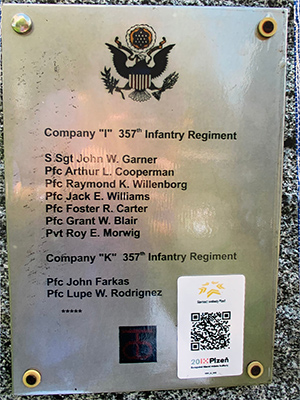 Company "I" 357th Infantry Regiment
S.Sgt John W. Garner
Pfc Arthur L. Cooperman
Pfc Raymond K. Willenborg
Pfc Jack E. Williams
Pfc Foster R. Carter
Pfc Grant W. Blair
Pvt Roy E. Morwig
Company "K" 357th Infantry Regiment
Pfc John Farkas
Pfc Lupe W. Rodrignez
*****
Plzeň